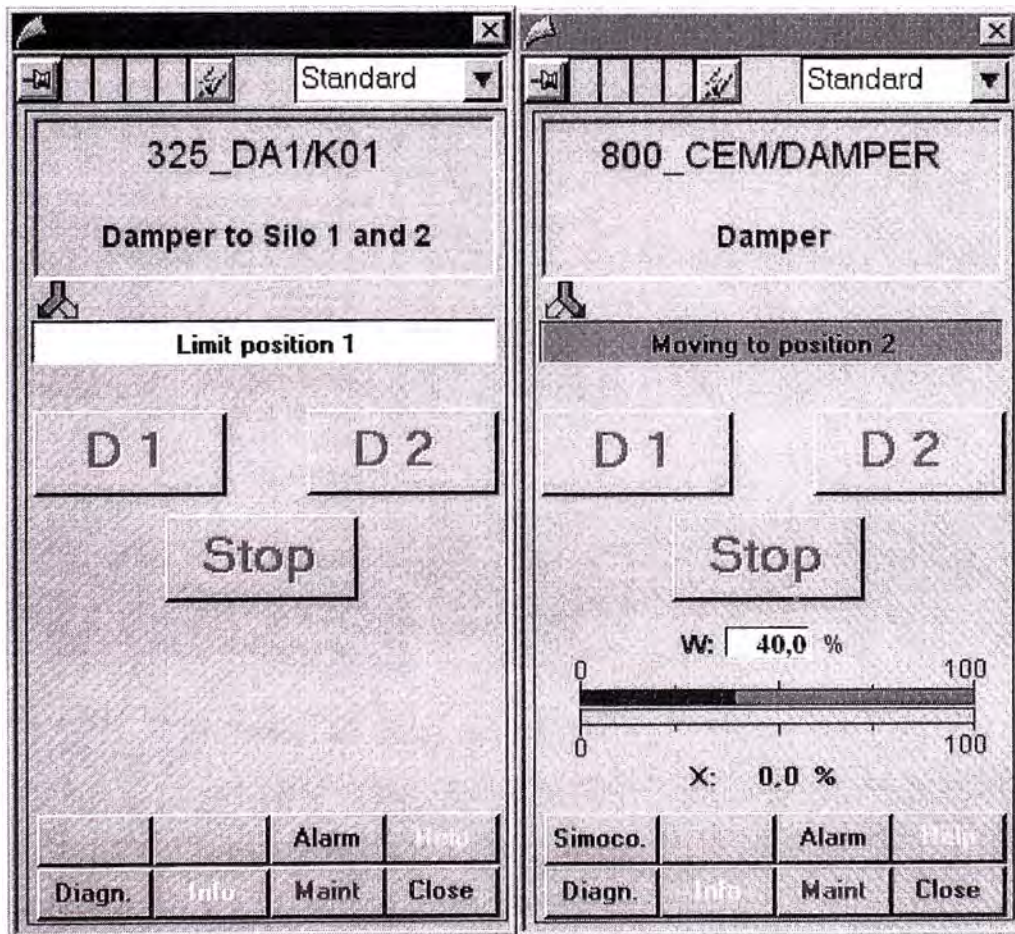 Standard
325_DA1/K01
Damper to Silo 1 and 2
Limit position 1
D 1 D 2
Stop
Alarm Help
Diagn. Info Maint Close
Standard
800_CEM/DAMPER
Damper
Moving to position 2
D 1 D 2
Stop
W: 40,0 %
0 100
0 100
X: 0,0 %
Simoco. Alarm Help
Diagn. Info Maint Close